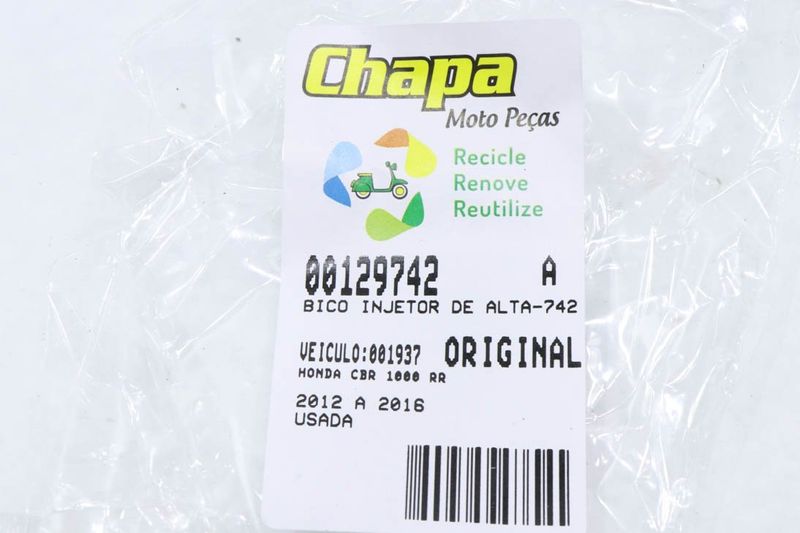 Chapa
Moto Peças
Recicle
Renove
Reutilize
00129742 A
BICO INJETOR DE ALTA-742
VEICULO:001937 ORIGINAL
HONDA CBR 1000 RR
2012 A 2016
USADA